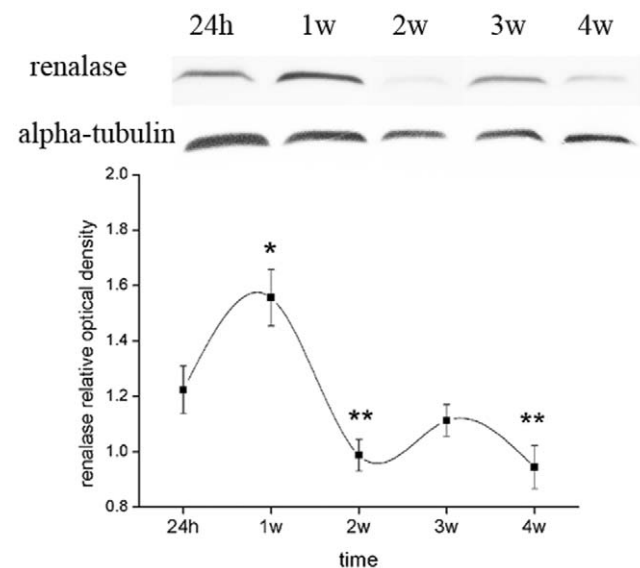 24h 1w 2w 3w 4w
renalase
alpha-tubulin
2.0
1.8
1.6
1.4
1.2
1.0
0.8
renalase relative optical density
*
**
**
24h 1w 2w 3w 4w
time